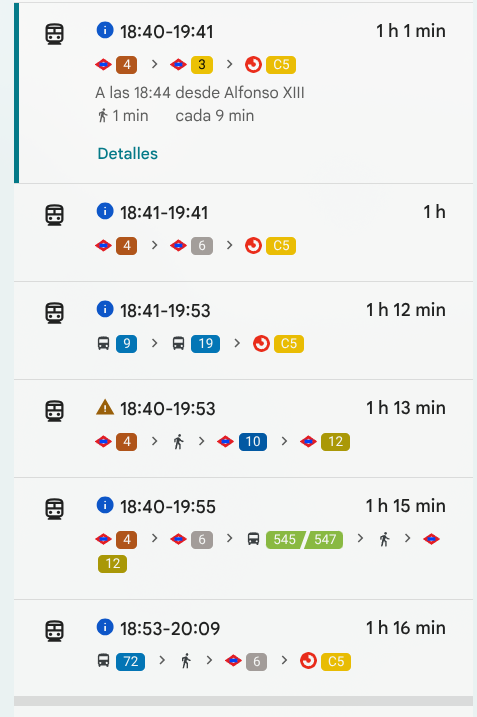 18:40-19:41 1 h 1 min
4 > 3 > C5
A las 18:44 desde Alfonso XIII
1 min cada 9 min
Detalles
18:41-19:41 1 h
4 > 6 > C5
18:41-19:53 1 h 12 min
9 > 19 > C5
18:40-19:53 1 h 13 min
4 > > 10 > 12
18:40-19:55 1 h 15 min
4 > 6 > 545 / 547 > >
12
18:53-20:09 1 h 16 min
72 > > 6 > C5